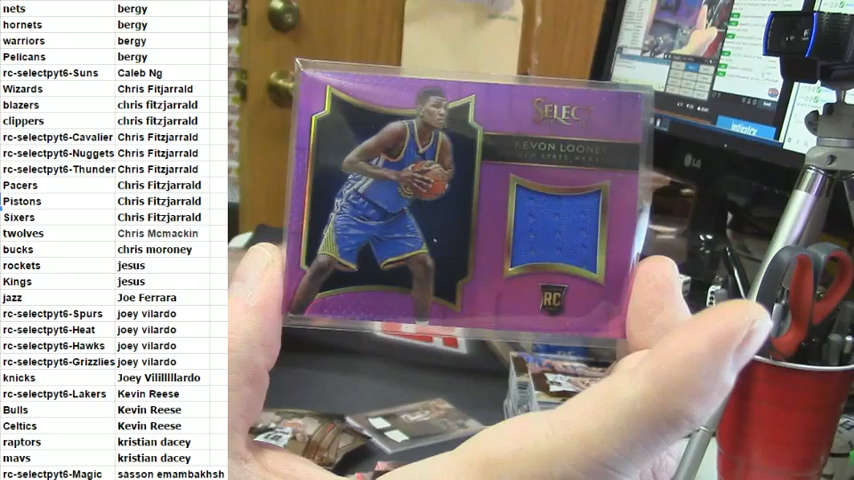 nets bergy
hornets bergy
warriors bergy
Pelicans bergy
rc-selectpyt6-Suns Caleb Ng
Wizards Chris Fitjarrald
blazers chris fitzjarrald
clippers chris fitzjarrald
rc-selectpyt6-Cavalier Chris Fitzjarrald
rc-selectpyt6-Nuggets Chris Fitzjarrald
rc-selectpyt6-Thunder Chris Fitzjarrald
Pacers Chris Fitzjarrald
Pistons Chris Fitzjarrald
Sixers Chris Fitzjarrald
twolves Chris Mcmackin
bucks chris moroney
rockets jesus
Kings jesus
jazz Joe Ferrara
rc-selectpyt6-Spurs joey vilardo
rc-selectpyt6-Heat joey vilardo
rc-selectpyt6-Hawks joey vilardo
rc-selectpyt6-Grizzlies joey vilardo
knicks Joey Vilillllardo
rc-selectpyt6-Lakers Kevin Reese
Bulls Kevin Reese
Celtics Kevin Reese
raptors kristian dacey
mavs kristian dacey
rc-selectpyt6-Magic sasson emambakhsh
SELECT
KEVON LOONEY
RC
LG